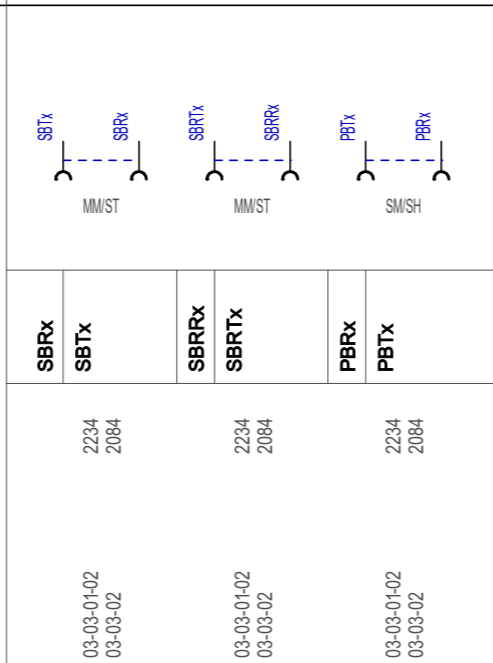 SBTx
SBRx
SBRTx
SBRRx
PBTx
PBRx
MM/ST
MM/ST
SM/SH
SBRx
SBTx
SBRRx
SBRTx
PBRx
PBTx
2234
2084
2234
2084
2234
2084
03-03-01-02
03-03-02
03-03-01-02
03-03-02
03-03-01-02
03-03-02